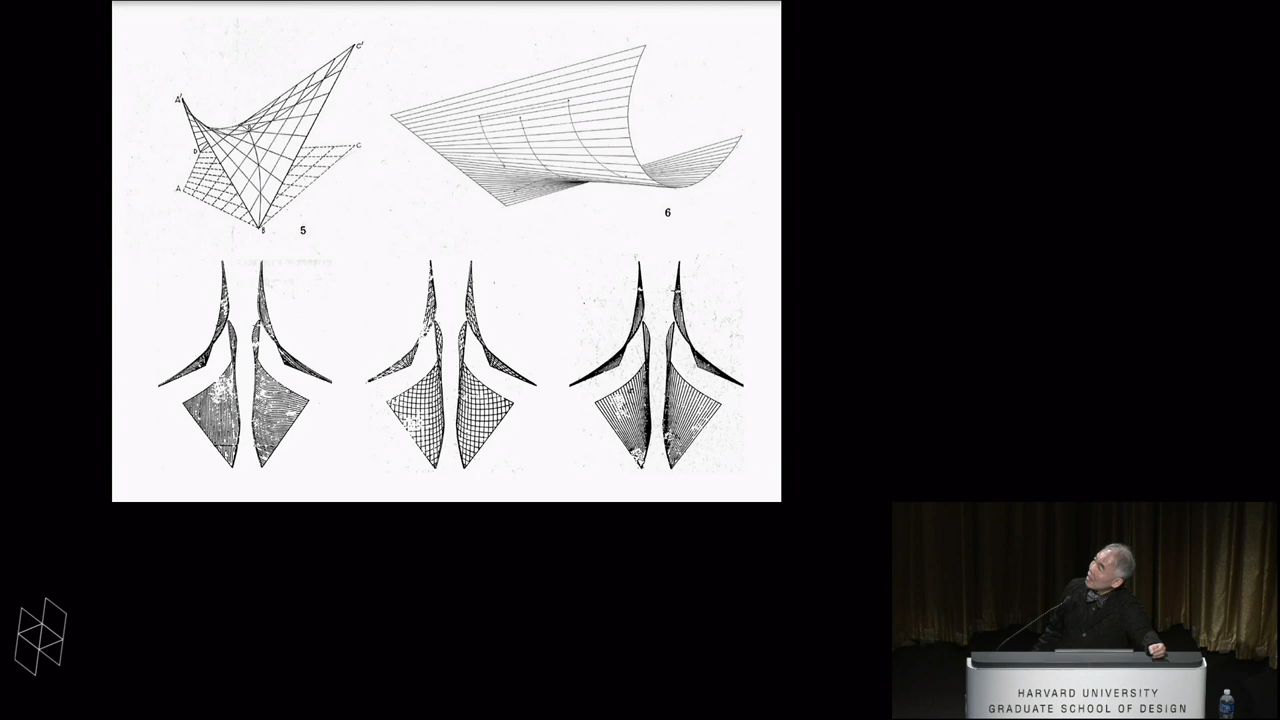 A'
C'
D
C
A
B
5
6
HARVARD UNIVERSITY
GRADUATE SCHOOL OF DESIGN